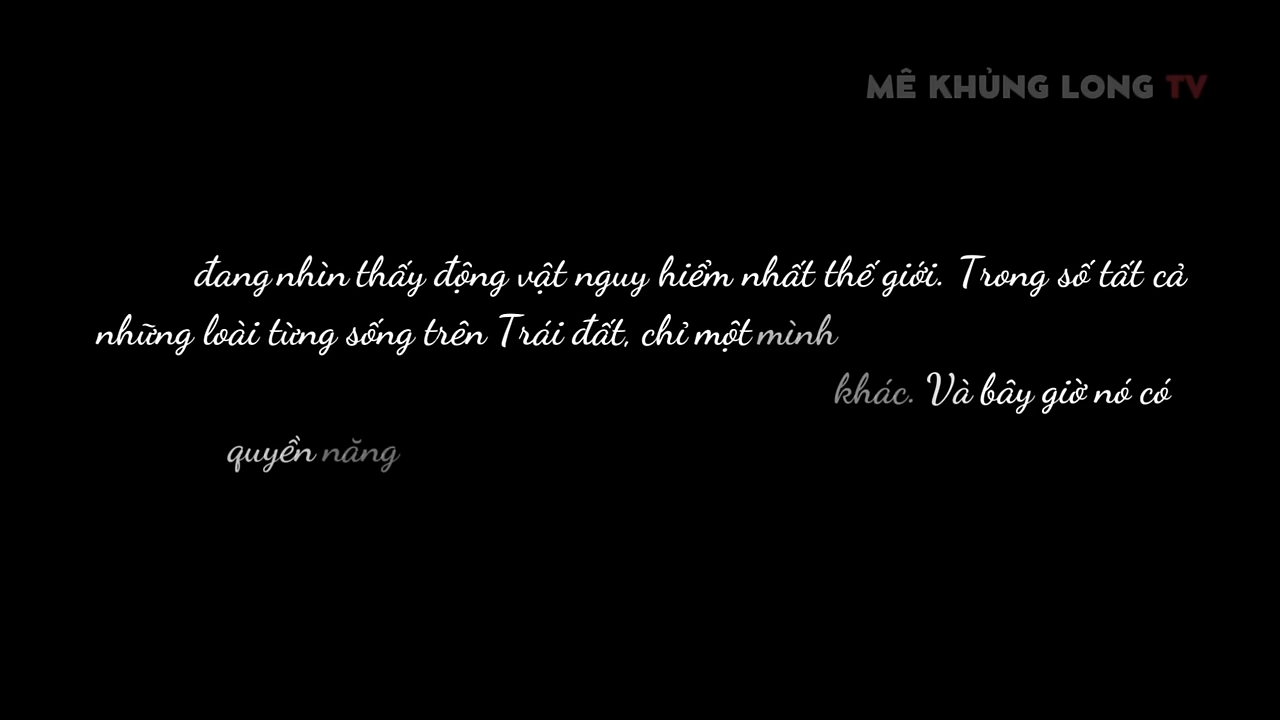 MÊ KHỦNG LONG TV
đang nhìn thấy động vật nguy hiểm nhất thế giới. Trong số tất cả
những loài từng sống trên Trái đất, chỉ một mình
khác. Và bây giờ nó có
quyền năng